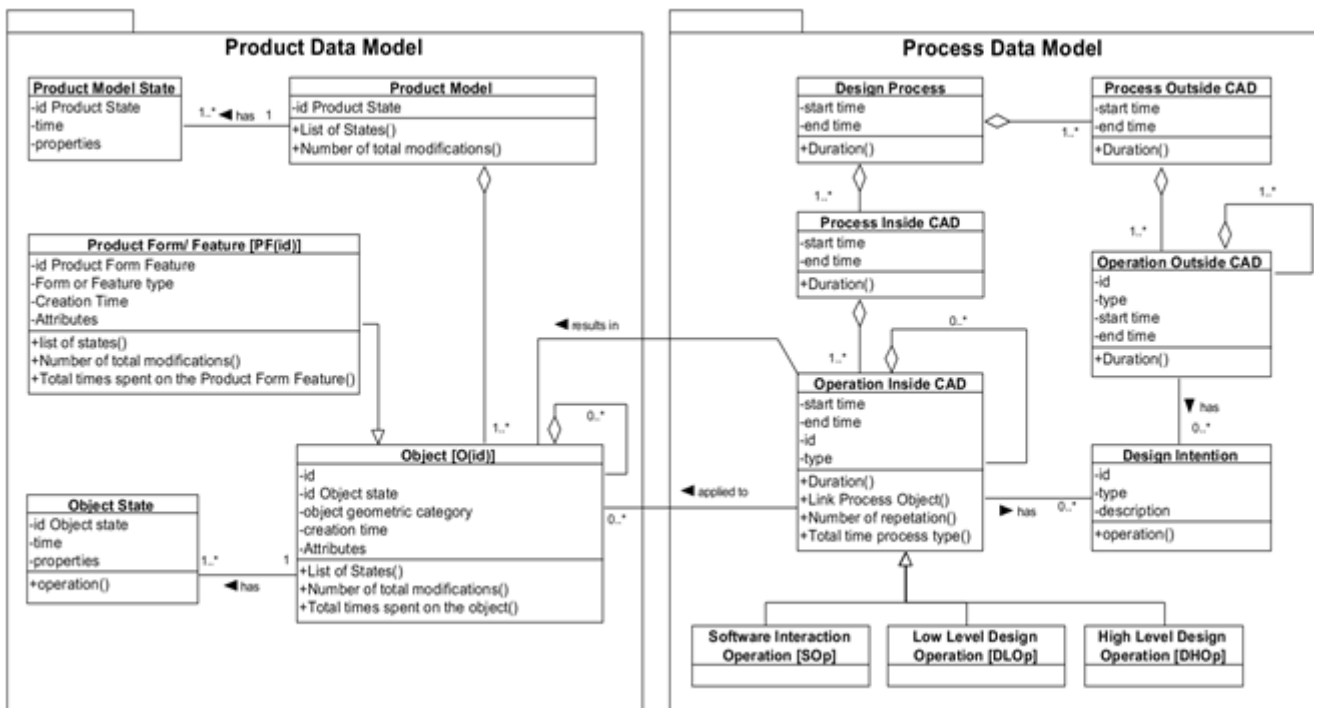 Product Data Model
Product Model State
-id Product State
-time
-properties
1..* ◄ has 1
Product Model
-id Product State
+List of States()
+Number of total modifications()
Product Form/ Feature [PF(id)]
-id Product Form Feature
-Form or Feature type
-Creation Time
-Attributes
+list of states()
+Number of total modifications()
+Total times spent on the Product Form Feature()
1..*
0..*
Object [O(id)]
-id
-id Object state
-object geometric category
-creation time
-Attributes
+List of States()
+Number of total modifications()
+Total times spent on the object()
Object State
-id Object state
-time
-properties
+operation()
1..* 1
◄ has
◄ results in
◄ applied to
0..*
Process Data Model
Design Process
-start time
-end time
+Duration()
1..*
Process Outside CAD
-start time
-end time
+Duration()
1..*
Process Inside CAD
-start time
-end time
+Duration()
1..*
1..*
1..*
Operation Outside CAD
-id
-type
-start time
-end time
+Duration()
0..*
Operation Inside CAD
-start time
-end time
-id
-type
+Duration()
+Link Process Object()
+Number of repetation()
+Total time process type()
▼ has
0..*
Design Intention
-id
-type
-description
+operation()
► has
0..*
Software Interaction
Operation [SOp]
Low Level Design
Operation [DLOp]
High Level Design
Operation [DHOp]